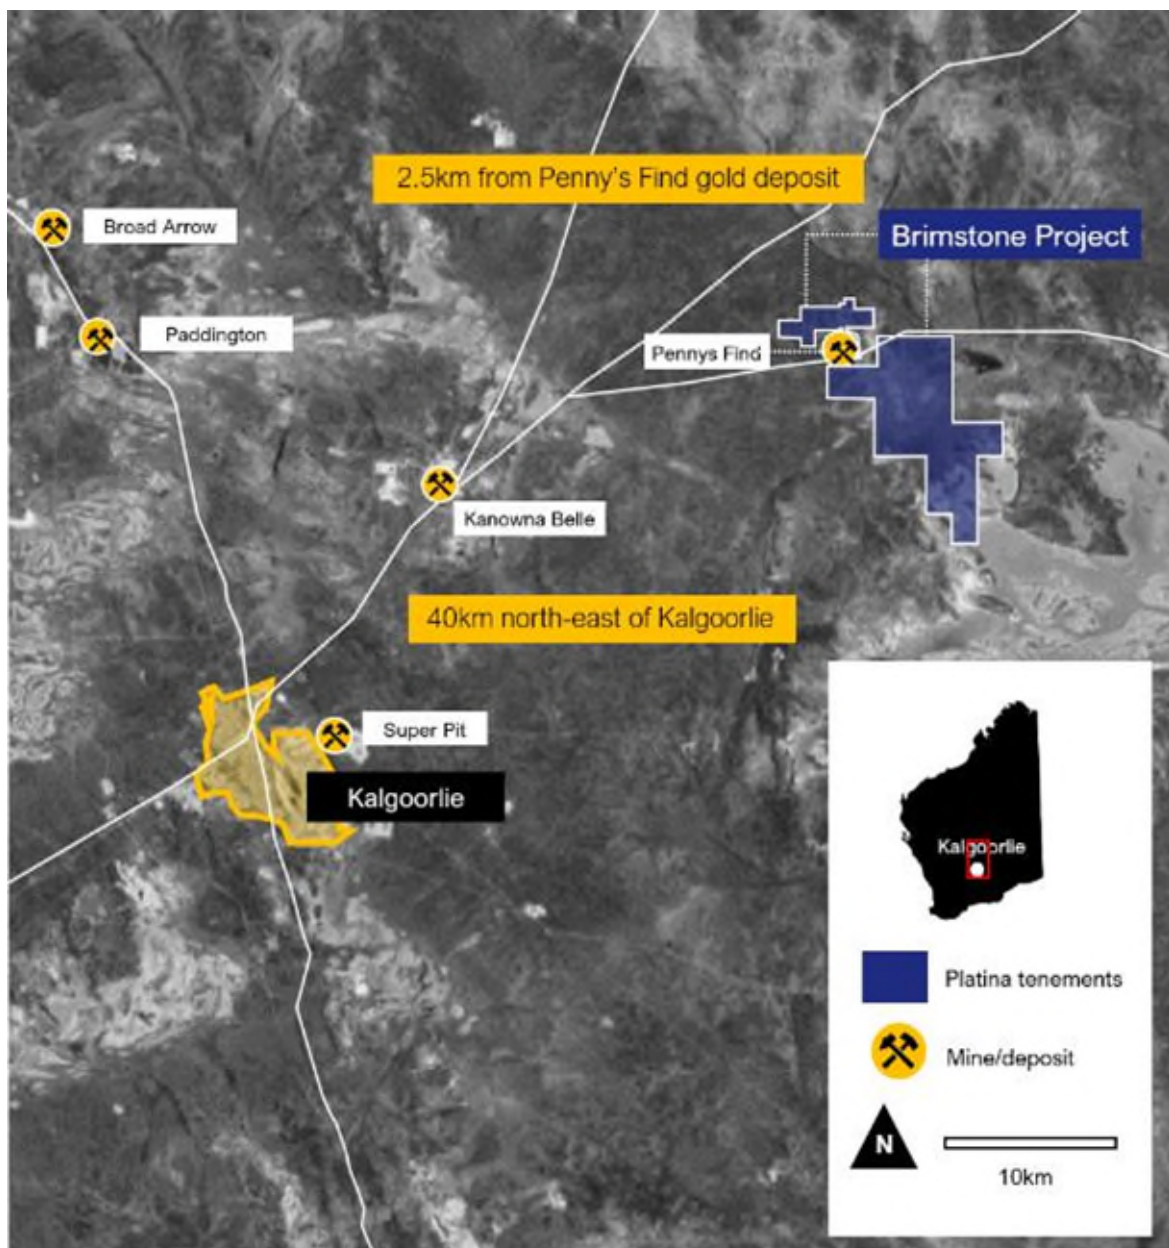 2.5km from Penny's Find gold deposit
Broad Arrow
Brimstone Project
Paddington
Pennys Find
Kanowna Belle
40km north-east of Kalgoorlie
Super Pit
Kalgoorlie
Kalgoorlie
Platina tenements
Mine/deposit
N
10km